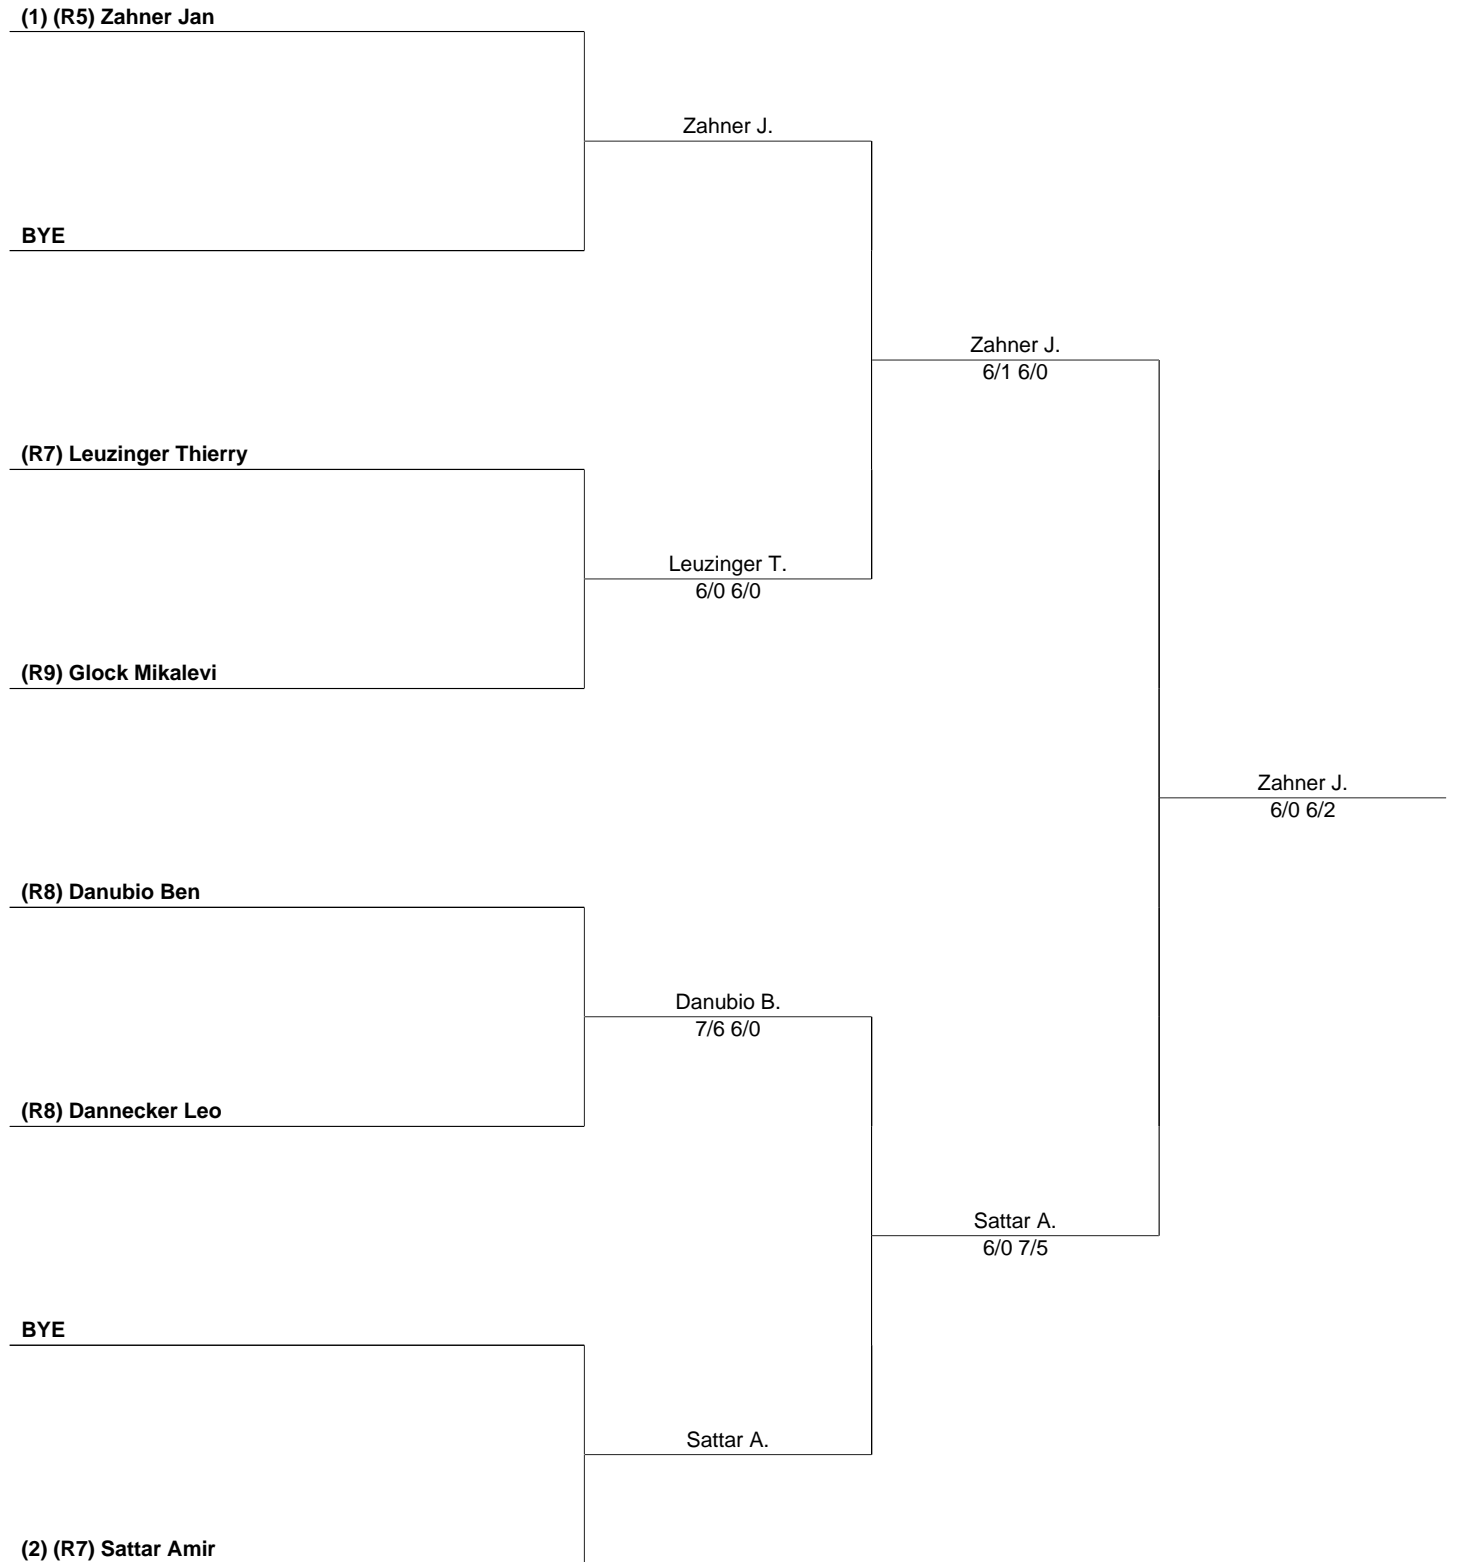 (1) (R5) Zahner Jan
Zahner J.
BYE
Zahner J.
6/1 6/0
(R7) Leuzinger Thierry
Leuzinger T.
6/0 6/0
(R9) Glock Mikalevi
Zahner J.
6/0 6/2
(R8) Danubio Ben
Danubio B.
7/6 6/0
(R8) Dannecker Leo
Sattar A.
6/0 7/5
BYE
Sattar A.
(2) (R7) Sattar Amir